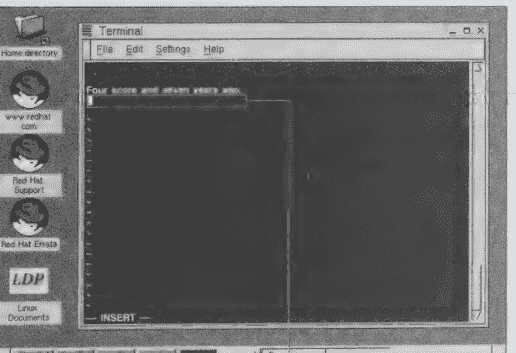 Terminal
File Edit Settings Help
Four score and seven years ago
-- INSERT --
Home directory
www.redhat
com
Red Hat
Support
Red Hat Errata
LDP
Linux
Documents